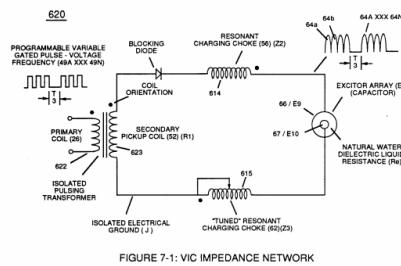 620
PROGRAMMABLE VARIABLE
GATED PULSE - VOLTAGE
FREQUENCY (49A XXX 49N)
T
3
BLOCKING
DIODE
RESONANT
CHARGING CHOKE (56) (Z2)
614
64a
64b
64A XXX 64N
T
3
COIL
ORIENTATION
EXCITOR ARRAY (E
(CAPACITOR)
66 / E9
67 / E10
PRIMARY
COIL (26)
622
SECONDARY
PICKUP COIL (52) (R1)
623
NATURAL WATER
DIELECTRIC LIQUID
RESISTANCE (Re)
ISOLATED
PULSING
TRANSFORMER
615
ISOLATED ELECTRICAL
GROUND ( J )
"TUNED" RESONANT
CHARGING CHOKE (62)(Z3)
FIGURE 7-1: VIC IMPEDANCE NETWORK